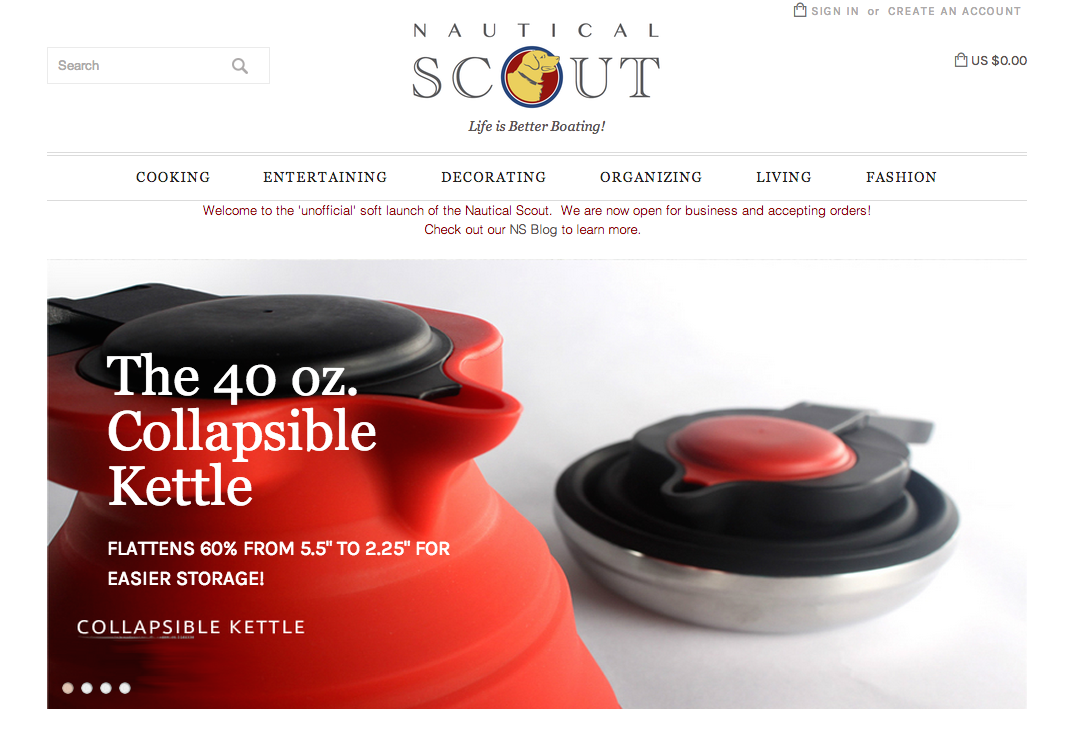 SIGN IN or CREATE AN ACCOUNT
Search
NAUTICAL
SCOUT
Life is Better Boating!
US $0.00
COOKING ENTERTAINING DECORATING ORGANIZING LIVING FASHION
Welcome to the 'unofficial' soft launch of the Nautical Scout. We are now open for business and accepting orders!
Check out our NS Blog to learn more.
The 40 oz.
Collapsible
Kettle
FLATTENS 60% FROM 5.5" TO 2.25" FOR
EASIER STORAGE!
COLLAPSIBLE KETTLE